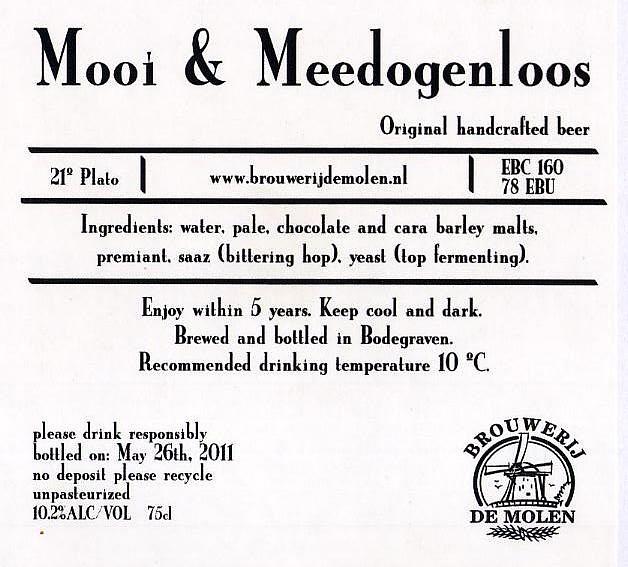 Mooi & Meedogenloos
Original handcrafted beer
21º Plato
www.brouwerijdemolen.nl
EBC 160
78 EBU
Ingredients: water, pale, chocolate and cara barley malts,
premiant, saaz (bittering hop), yeast (top fermenting).
Enjoy within 5 years. Keep cool and dark.
Brewed and bottled in Bodegraven.
Recommended drinking temperature 10 ºC.
please drink responsibly
bottled on: May 26th, 2011
no deposit please recycle
unpasteurized
10.2%ALC/VOL 75cl
BROUWERIJ
DE MOLEN